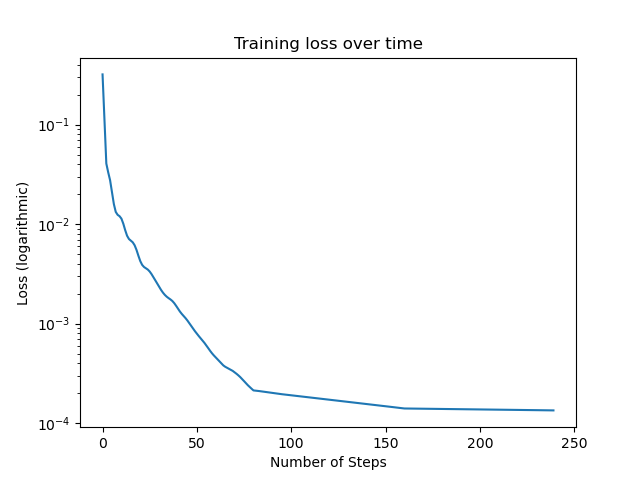 Training loss over time
Loss (logarithmic)
10⁻¹
10⁻²
10⁻³
10⁻⁴
0 50 100 150 200 250
Number of Steps